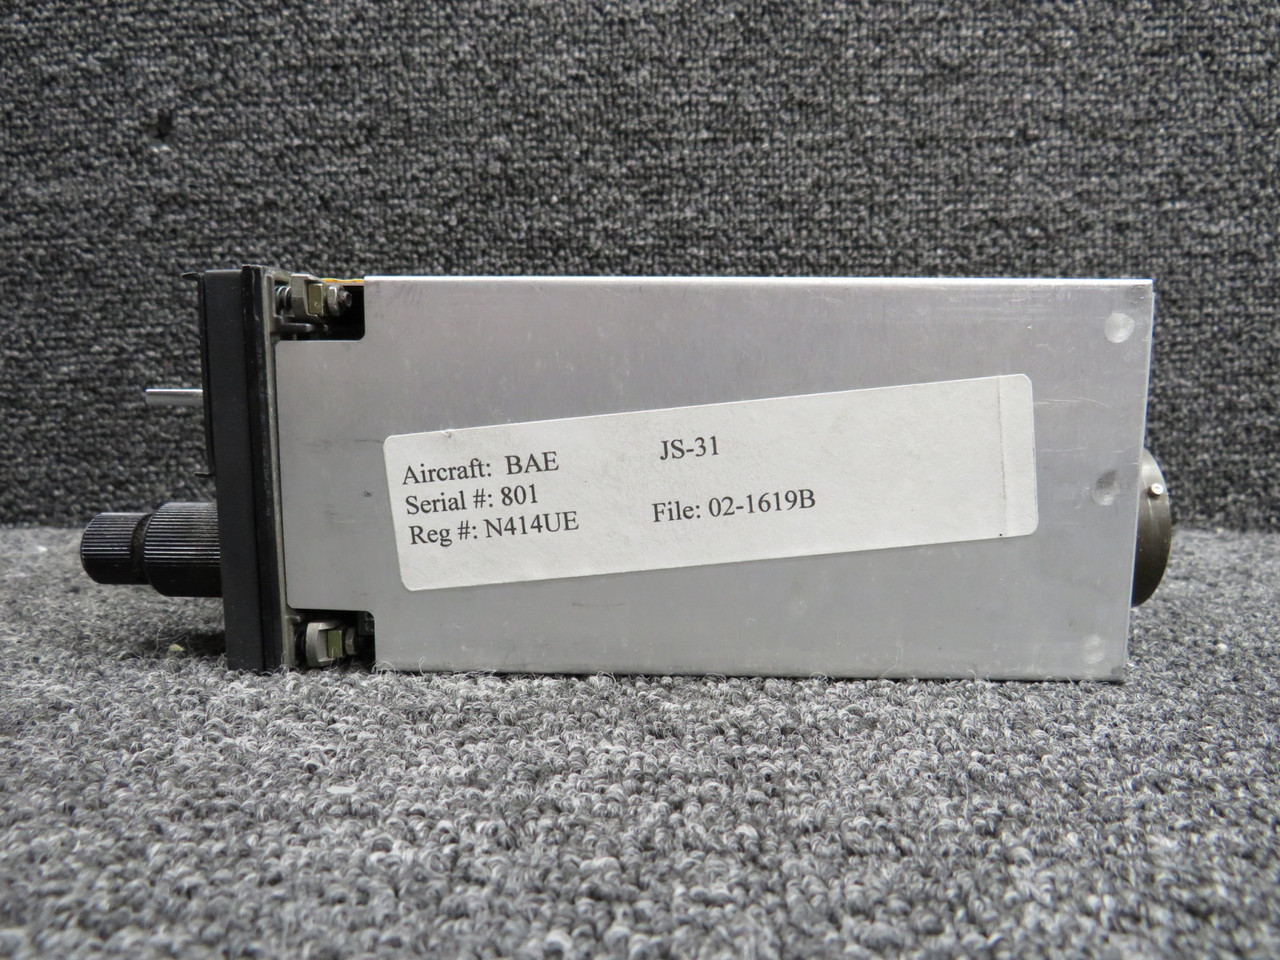 Aircraft: BAE JS-31
Serial #: 801
Reg #: N414UE File: 02-1619B